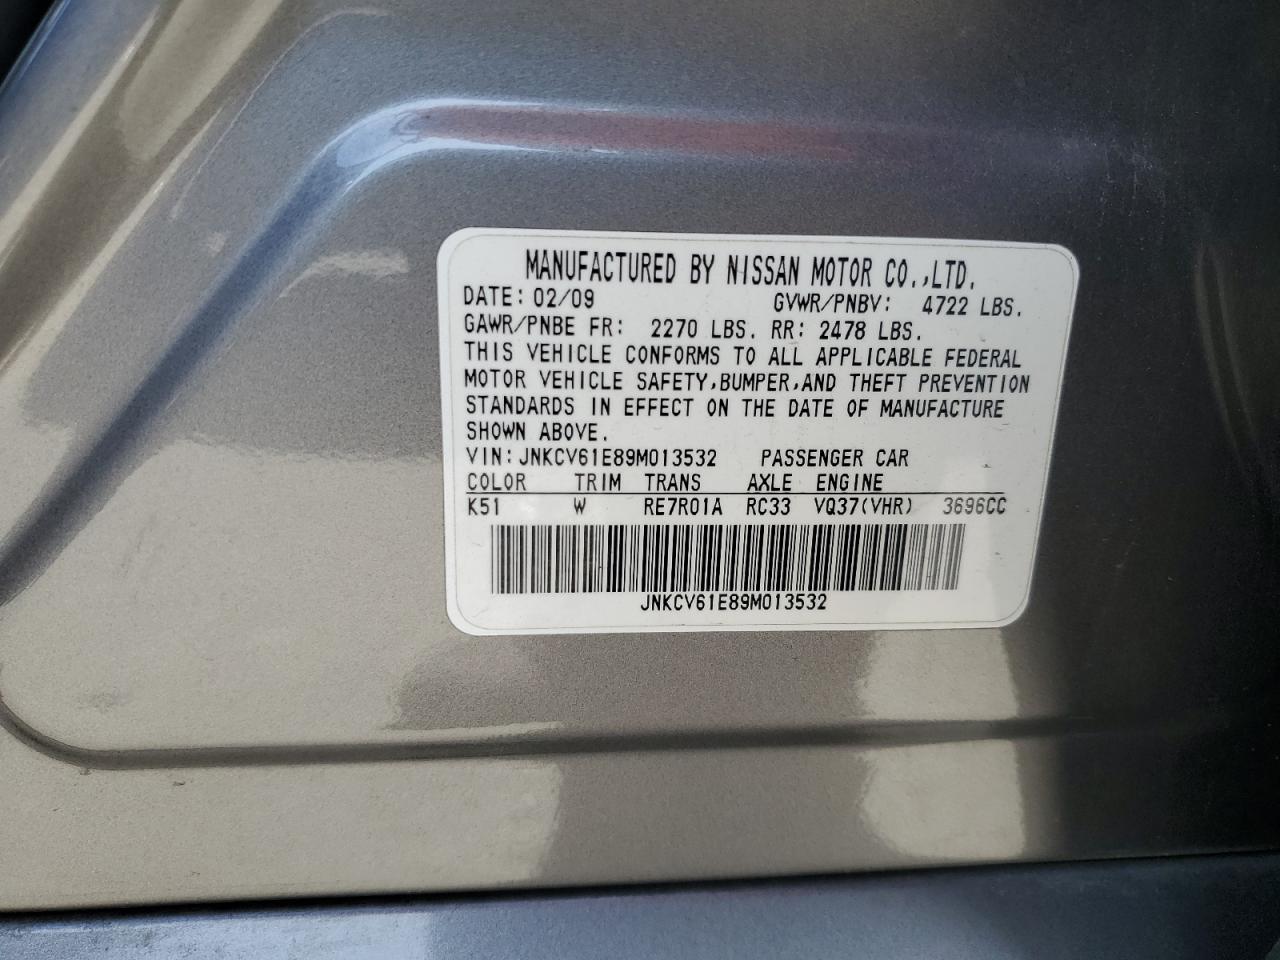 MANUFACTURED BY NISSAN MOTOR CO.,LTD.
DATE: 02/09 GVWR/PNBV: 4722 LBS.
GAWR/PNBE FR: 2270 LBS. RR: 2478 LBS.
THIS VEHICLE CONFORMS TO ALL APPLICABLE FEDERAL
MOTOR VEHICLE SAFETY,BUMPER,AND THEFT PREVENTION
STANDARDS IN EFFECT ON THE DATE OF MANUFACTURE
SHOWN ABOVE.
VIN:JNKCV61E89M013532 PASSENGER CAR
COLOR TRIM TRANS AXLE ENGINE
K51 W RE7R01A RC33 VQ37(VHR) 3696CC
JNKCV61E89M013532